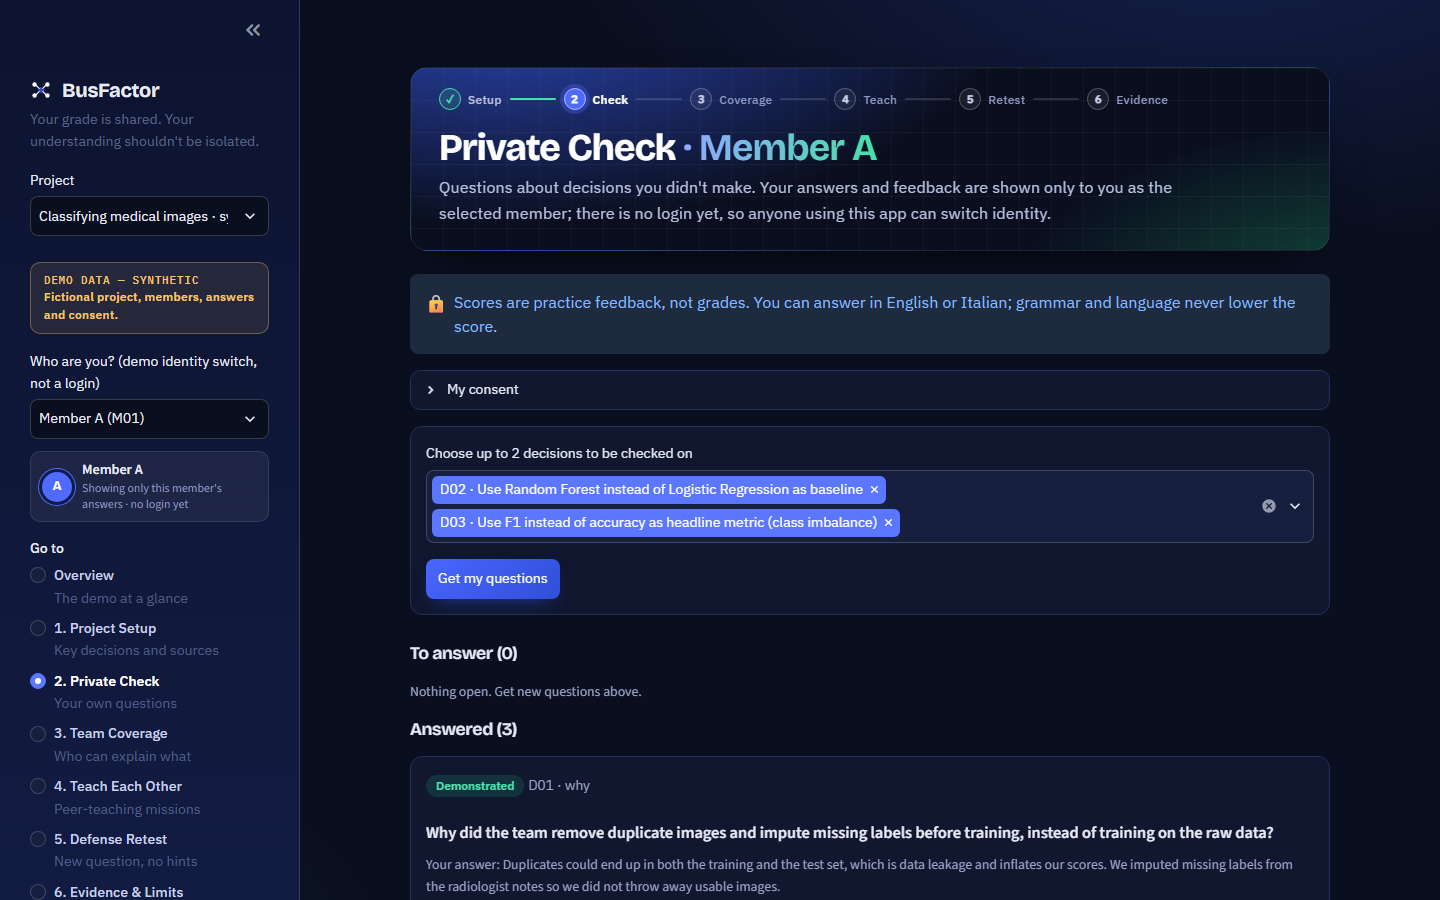 BusFactor
Your grade is shared. Your
understanding shouldn't be isolated.
Project
Classifying medical images · sy
DEMO DATA — SYNTHETIC
Fictional project, members, answers
and consent.
Who are you? (demo identity switch,
not a login)
Member A (M01)
A
Member A
Showing only this member's
answers · no login yet
Go to
Overview
The demo at a glance
1. Project Setup
Key decisions and sources
2. Private Check
Your own questions
3. Team Coverage
Who can explain what
4. Teach Each Other
Peer-teaching missions
5. Defense Retest
New question, no hints
6. Evidence & Limits
✓ Setup 2 Check 3 Coverage 4 Teach 5 Retest 6 Evidence
Private Check · Member A
Questions about decisions you didn't make. Your answers and feedback are shown only to you as the
selected member; there is no login yet, so anyone using this app can switch identity.
Scores are practice feedback, not grades. You can answer in English or Italian; grammar and language never lower the
score.
My consent
Choose up to 2 decisions to be checked on
D02 · Use Random Forest instead of Logistic Regression as baseline ×
D03 · Use F1 instead of accuracy as headline metric (class imbalance) ×
Get my questions
To answer (0)
Nothing open. Get new questions above.
Answered (3)
Demonstrated D01 · why
Why did the team remove duplicate images and impute missing labels before training, instead of training on the raw data?
Your answer: Duplicates could end up in both the training and the test set, which is data leakage and inflates our scores. We imputed missing labels from
the radiologist notes so we did not throw away usable images.